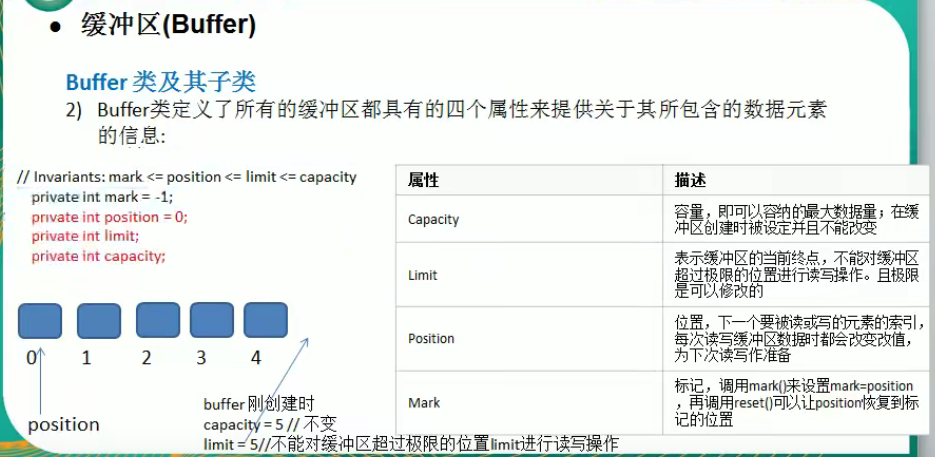 • 缓冲区(Buffer)
Buffer 类及其子类
2) Buffer类定义了所有的缓冲区都具有的四个属性来提供关于其所包含的数据元素
的信息:
// Invariants: mark <= position <= limit <= capacity
private int mark = -1;
private int position = 0;
private int limit;
private int capacity;
0 1 2 3 4
position
buffer 刚创建时
capacity = 5 // 不变
limit = 5//不能对缓冲区超过极限的位置limit进行读写操作
属性 描述
Capacity
容量，即可以容纳的最大数据量；在缓
冲区创建时被设定并且不能改变
Limit
表示缓冲区的当前终点，不能对缓冲区
超过极限的位置进行读写操作。且极限
是可以修改的
Position
位置，下一个要被读或写的元素的索引，
每次读写缓冲区数据时都会改变改值，
为下次读写作准备
Mark
标记，调用mark()来设置mark=position
，再调用reset()可以让position恢复到标
记的位置